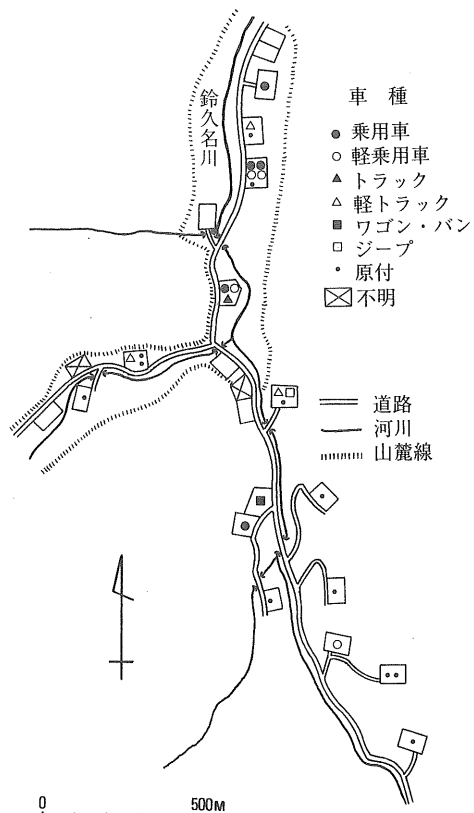 鈴久名川
車種
乗用車
軽乗用車
トラック
軽トラック
ワゴン・バン
ジープ
原付
不明
道路
河川
山麓線
0 500M